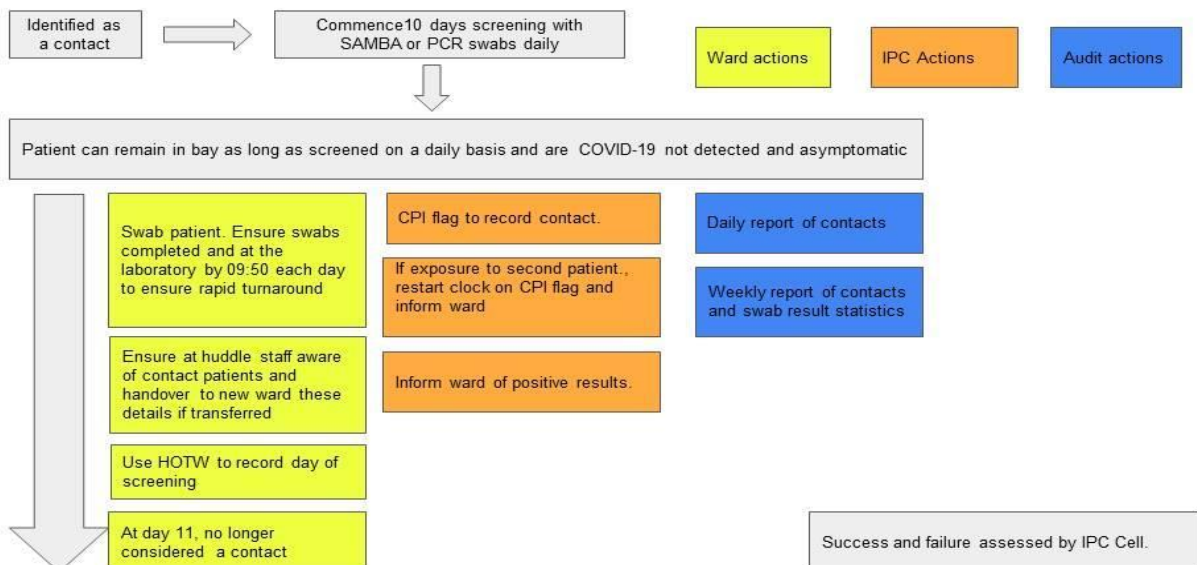 Identified as
a contact
Commence10 days screening with
SAMBA or PCR swabs daily
Ward actions
IPC Actions
Audit actions
Patient can remain in bay as long as screened on a daily basis and are COVID-19 not detected and asymptomatic
Swab patient. Ensure swabs
completed and at the
laboratory by 09:50 each day
to ensure rapid turnaround
Ensure at huddle staff aware
of contact patients and
handover to new ward these
details if transferred
Use HOTW to record day of
screening
At day 11, no longer
considered a contact
CPI flag to record contact.
If exposure to second patient.,
restart clock on CPI flag and
inform ward
Inform ward of positive results.
Daily report of contacts
Weekly report of contacts
and swab result statistics
Success and failure assessed by IPC Cell.